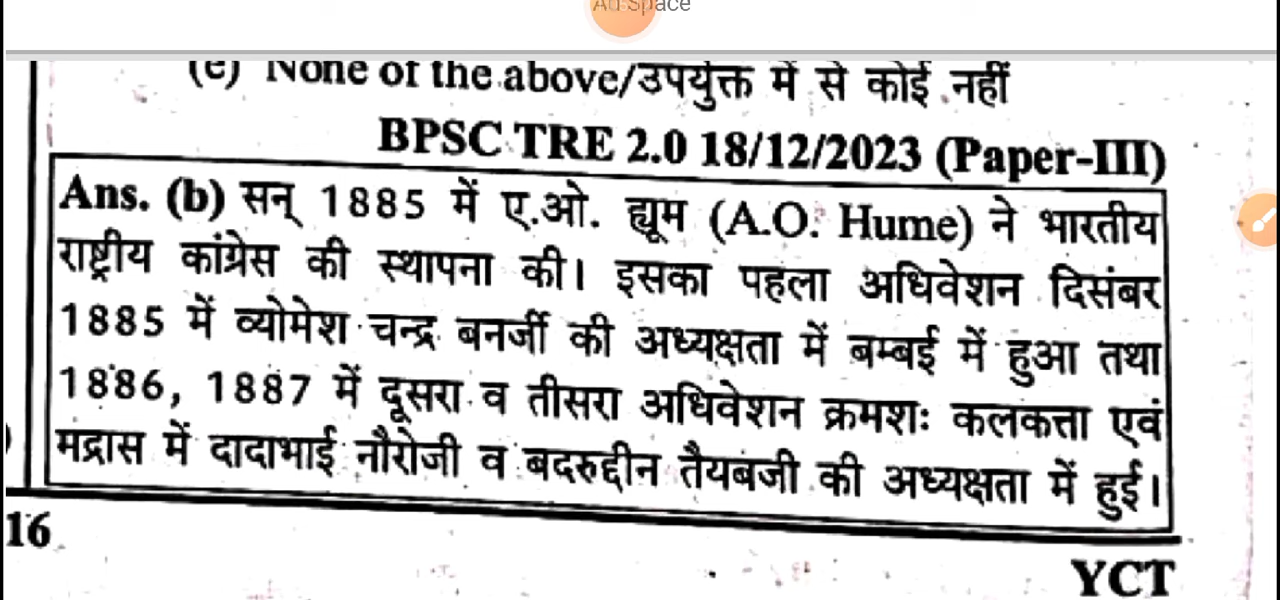 Ad Space
(e) None of the above/उपर्युक्त में से कोई नहीं
BPSC TRE 2.0 18/12/2023 (Paper-III)
Ans. (b) सन् 1885 में ए.ओ. ह्यूम (A.O. Hume) ने भारतीय
राष्ट्रीय कांग्रेस की स्थापना की। इसका पहला अधिवेशन दिसंबर
1885 में व्योमेश चन्द्र बनर्जी की अध्यक्षता में बम्बई में हुआ तथा
1886, 1887 में दूसरा व तीसरा अधिवेशन क्रमशः कलकत्ता एवं
मद्रास में दादाभाई नौरोजी व बदरुद्दीन तैयबजी की अध्यक्षता में हुई।
16
YCT